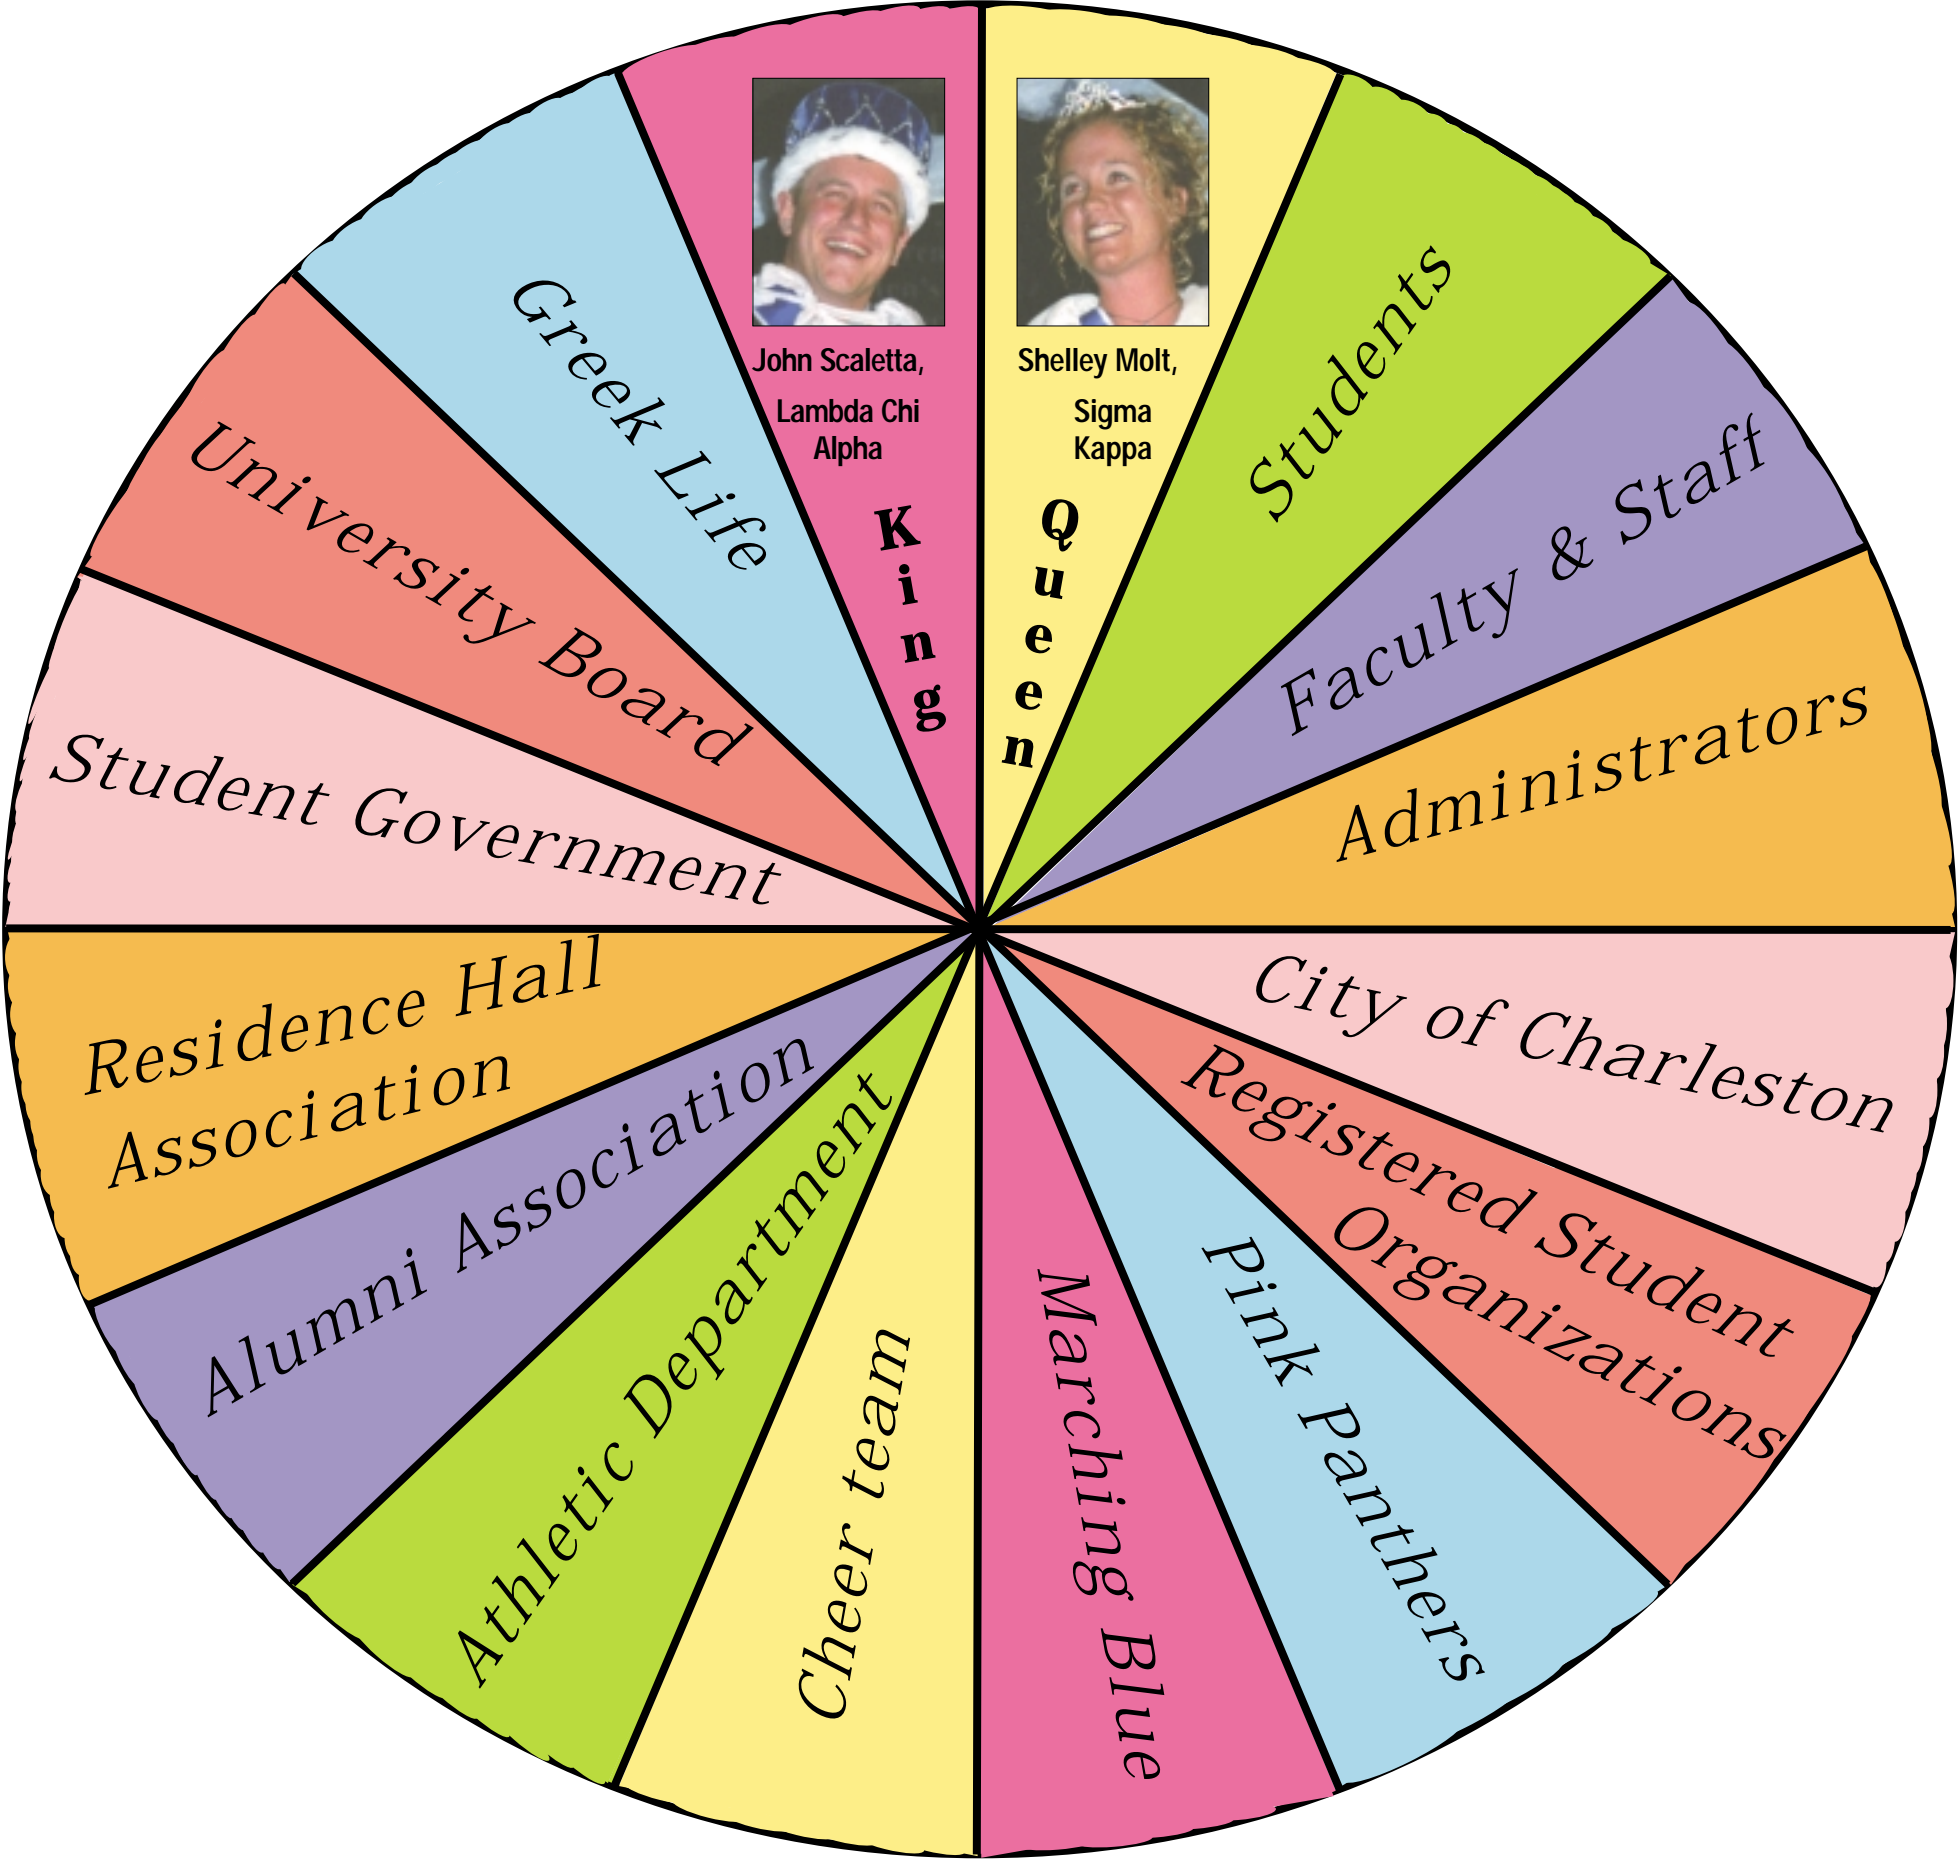 John Scaletta,
Lambda Chi
Alpha
King
Shelley Molt,
Sigma
Kappa
Queen
Students
Faculty & Staff
Administrators
City of Charleston
Registered Student
Organizations
Pink Panthers
Marching Blue
Cheer team
Athletic Department
Alumni Association
Residence Hall
Association
Student Government
University Board
Greek Life